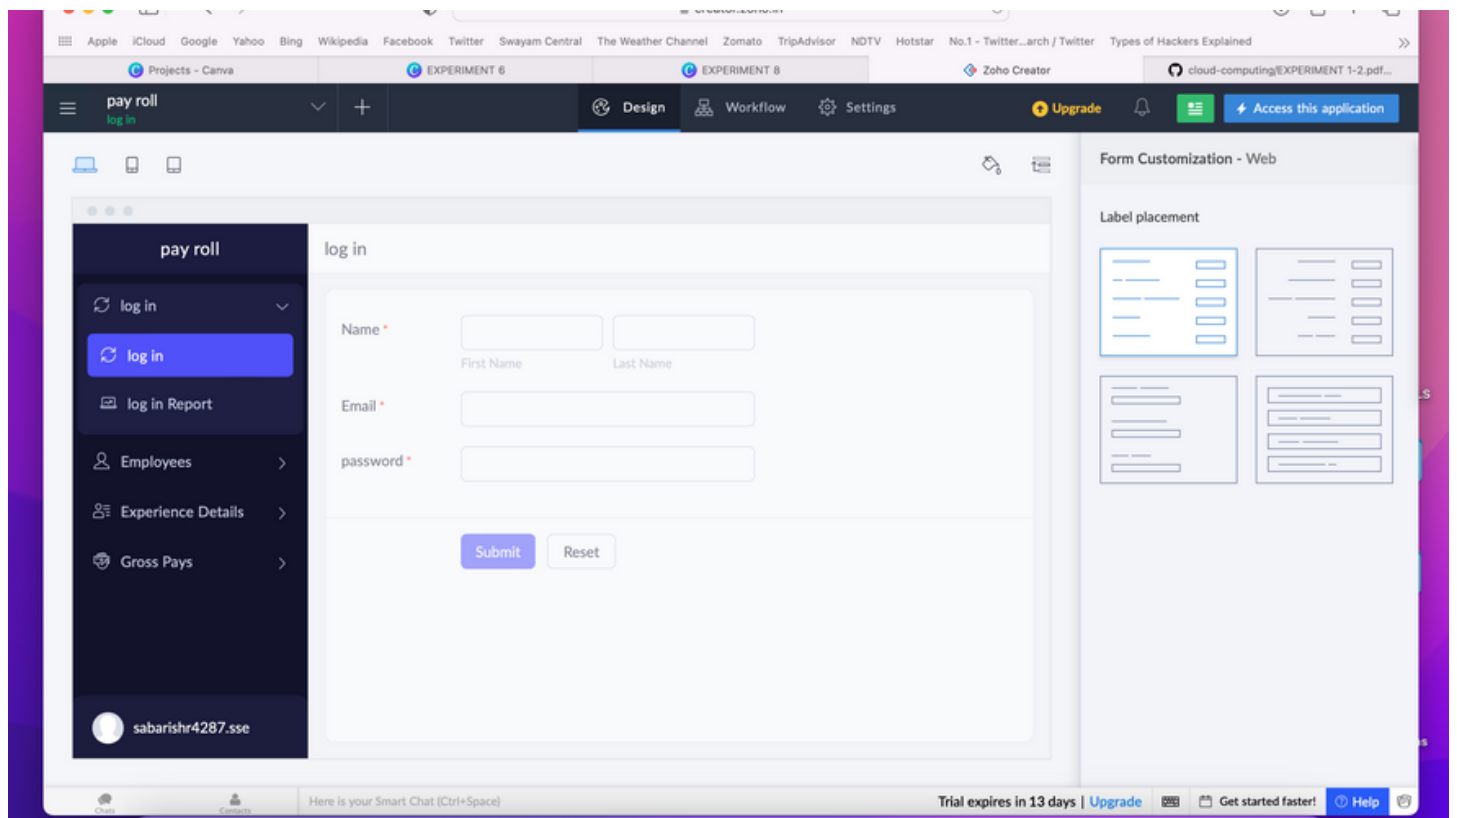 Apple iCloud Google Yahoo Bing Wikipedia Facebook Twitter Swayam Central The Weather Channel Zomato TripAdvisor NDTV Hotstar No.1 - Twitter...arch / Twitter Types of Hackers Explained
Projects - Canva EXPERIMENT 6 EXPERIMENT 8 Zoho Creator cloud-computing/EXPERIMENT 1-2.pdf...
pay roll
log in
Design Workflow Settings Upgrade Access this application
Form Customization - Web
Label placement
pay roll
log in
log in
log in
log in Report
Employees
Experience Details
Gross Pays
sabarishr4287.sse
Name *
First Name Last Name
Email *
password *
Submit Reset
Chats Contacts Here is your Smart Chat (Ctrl+Space) Trial expires in 13 days | Upgrade Get started faster! Help